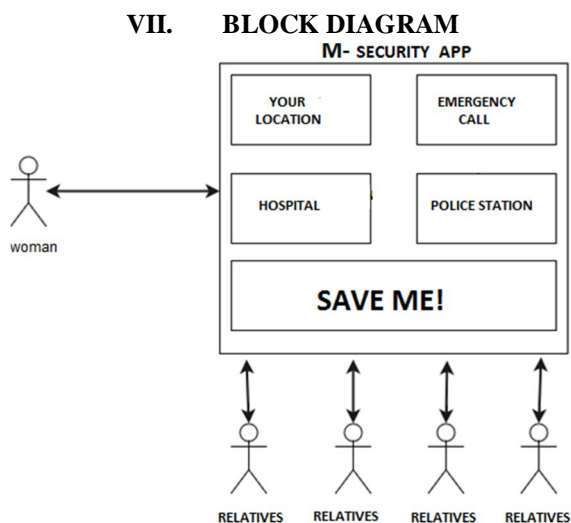 VII. BLOCK DIAGRAM
M- SECURITY APP
YOUR
LOCATION
EMERGENCY
CALL
HOSPITAL
POLICE STATION
woman
SAVE ME!
RELATIVES
RELATIVES
RELATIVES
RELATIVES